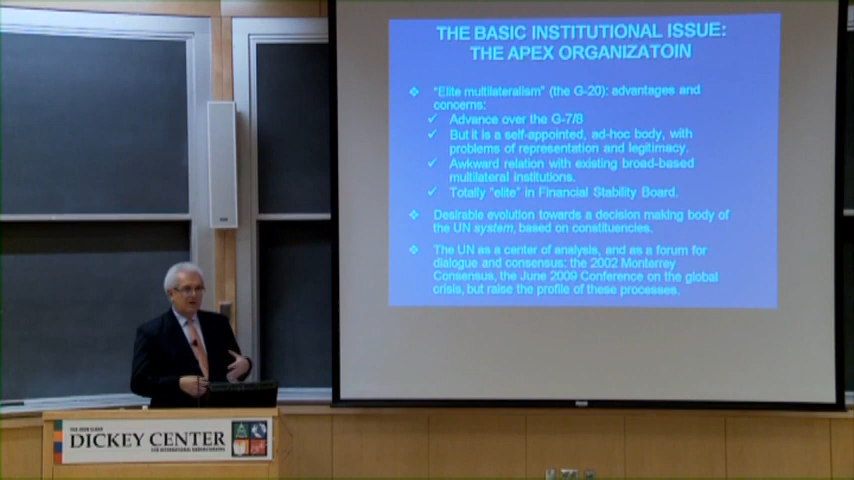 THE BASIC INSTITUTIONAL ISSUE:
THE APEX ORGANIZATOIN
❖ "Elite multilateralism" (the G-20): advantages and
concerns:
✓ Advance over the G-7/8
✓ But it is a self-appointed, ad-hoc body, with
problems of representation and legitimacy.
✓ Awkward relation with existing broad-based
multilateral institutions.
✓ Totally "elite" in Financial Stability Board.
❖ Desirable evolution towards a decision making body of
the UN system, based on constituencies.
❖ The UN as a center of analysis, and as a forum for
dialogue and consensus: the 2002 Monterrey
Consensus, the June 2009 Conference on the global
crisis, but raise the profile of these processes.
THE JOHN SLOAN
DICKEY CENTER
FOR INTERNATIONAL UNDERSTANDING